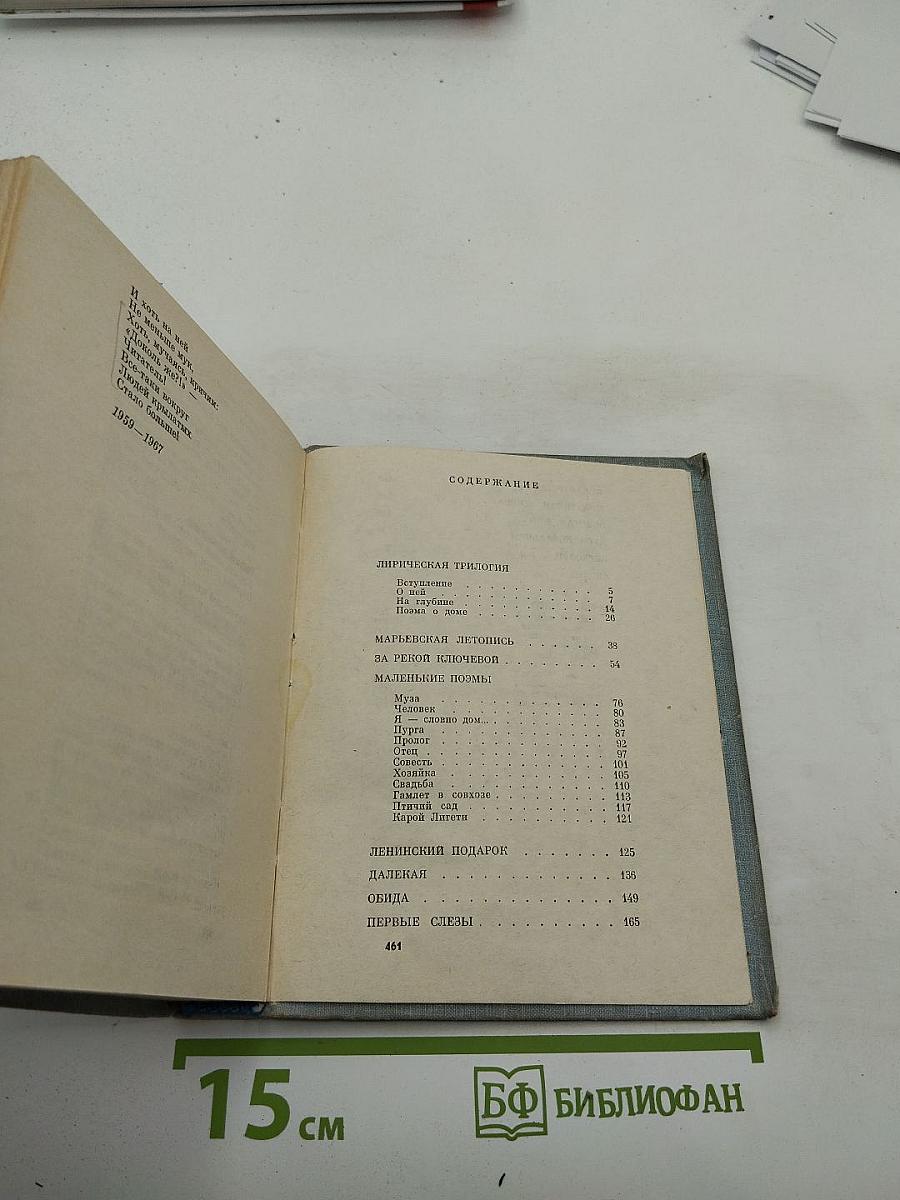 И хоть на ней
Не меньше мук,
Хоть, мучаясь, кричим:
«Доколь же?!» —
Читатель!
Все-таки вокруг
Людей крылатых
Стало больше!
1959—1967
СОДЕРЖАНИЕ
ЛИРИЧЕСКАЯ ТРИЛОГИЯ
Вступление . . . . . . . . . . . 5
О ней . . . . . . . . . . . . . 7
На глубине . . . . . . . . . . . 14
Поэма о доме . . . . . . . . . . 26
МАРЬЕВСКАЯ ЛЕТОПИСЬ . . . . . . 38
ЗА РЕКОЙ КЛЮЧЕВОЙ . . . . . . . . 54
МАЛЕНЬКИЕ ПОЭМЫ
Муза . . . . . . . . . . . . . 76
Человек . . . . . . . . . . . . 80
Я — словно дом... . . . . . . . . 83
Пурга . . . . . . . . . . . . . 87
Пролог . . . . . . . . . . . . 92
Отец . . . . . . . . . . . . . 97
Совесть . . . . . . . . . . . . 101
Хозяйка . . . . . . . . . . . . 105
Свадьба . . . . . . . . . . . . 110
Гамлет в совхозе . . . . . . . . 113
Птичий сад . . . . . . . . . . . 117
Карой Лигети . . . . . . . . . . 121
ЛЕНИНСКИЙ ПОДАРОК . . . . . . . 125
ДАЛЕКАЯ . . . . . . . . . . . . . 136
ОБИДА . . . . . . . . . . . . . . 149
ПЕРВЫЕ СЛЕЗЫ . . . . . . . . . . 165
461
15 см
БФ БИБЛИОФАН